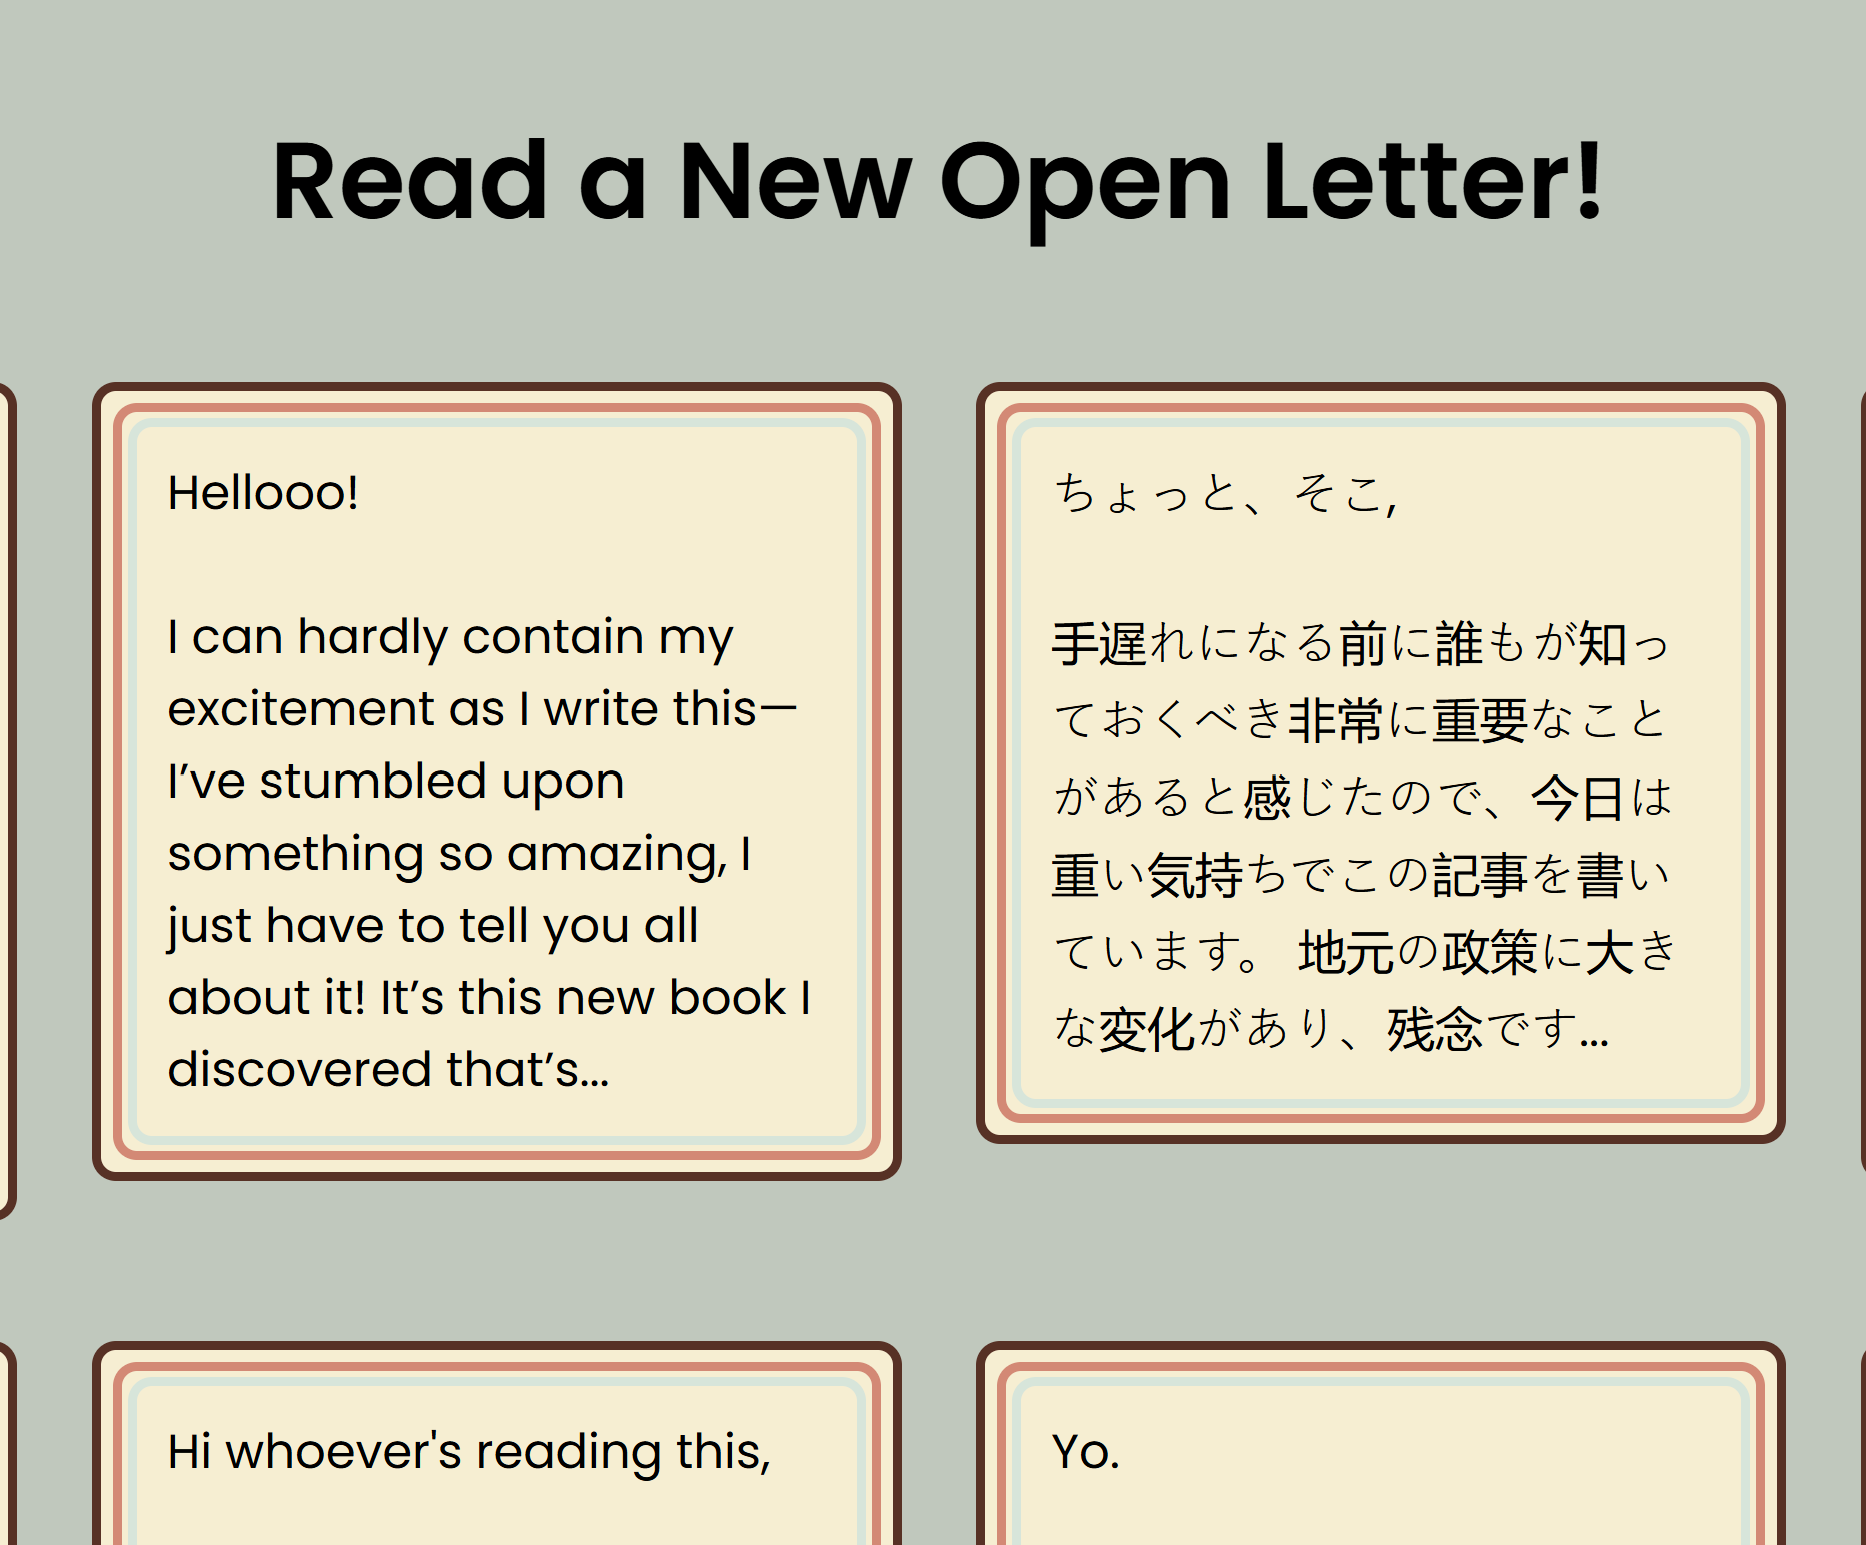 Read a New Open Letter!
Hellooo!
I can hardly contain my
excitement as I write this—
I’ve stumbled upon
something so amazing, I
just have to tell you all
about it! It’s this new book I
discovered that’s...
ちょっと、そこ,
手遅れになる前に誰もが知っ
ておくべき非常に重要なこと
があると感じたので、今日は
重い気持ちでこの記事を書い
ています。 地元の政策に大き
な変化があり、残念です...
Hi whoever's reading this,
Yo.